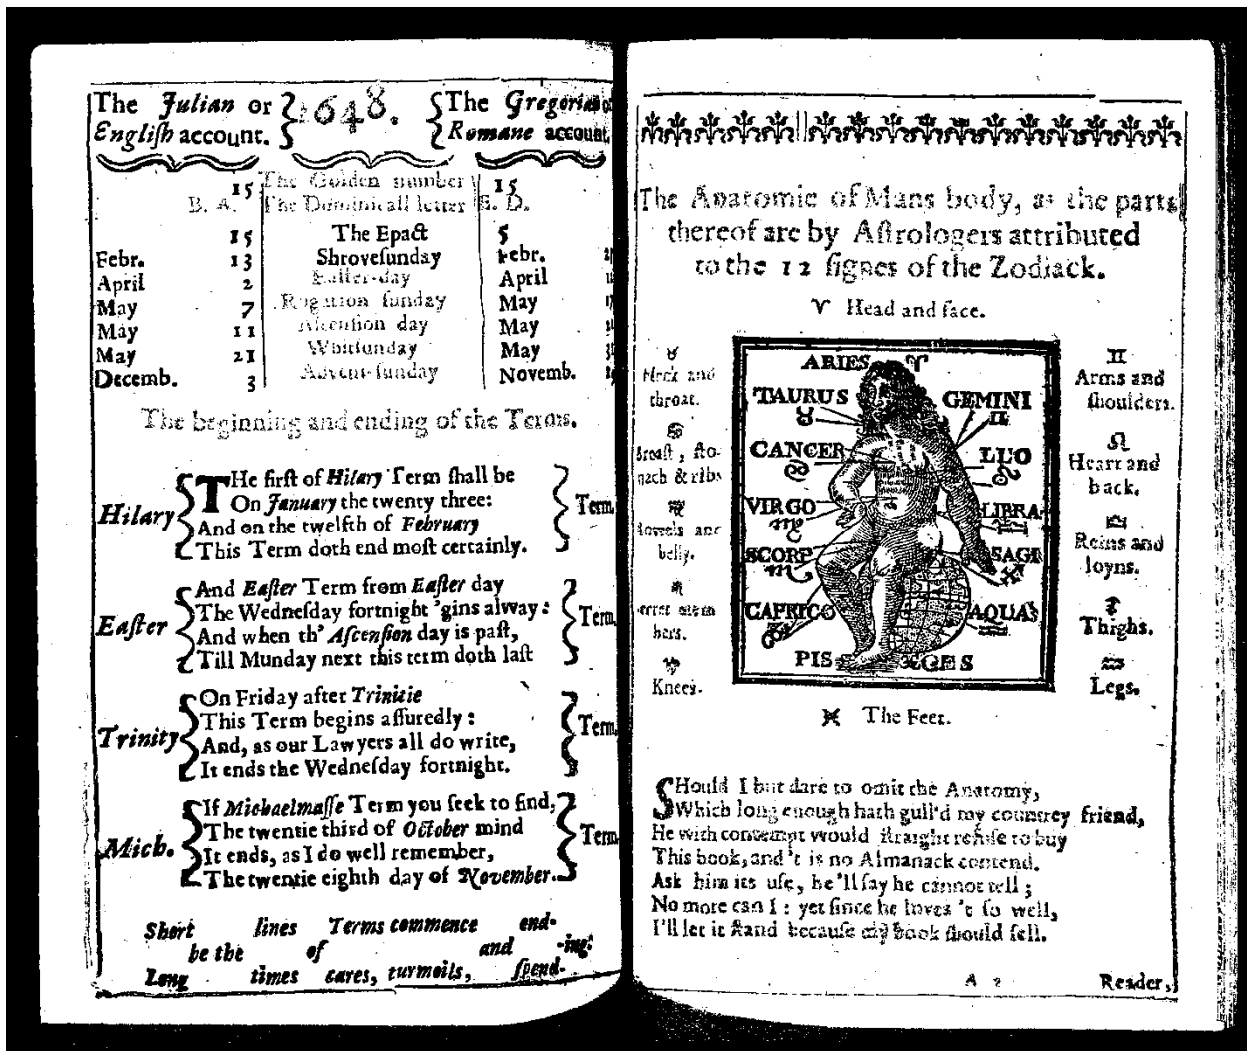 The Julian or
Engliſh account.
1648.
The Gregorian or
Romane account.
15 The Golden number 15
B. A. The Dominicall letter E. D.
15 The Epact 5
Febr. 13 Shroveſunday Febr.
April 2 Eaſter-day April
May 7 Rogation ſunday May
May 11 Aſcenſion day May
May 21 Whitſunday May
Decemb. 3 Advent-ſunday Novemb.
The beginning and ending of the Terms.
Hilary
THe firſt of Hilary Term ſhall be
On January the twenty three:
And on the twelfth of February
This Term doth end moſt certainly.
Term.
Eaſter
And Eaſter Term from Eaſter day
The Wedneſday fortnight 'gins alway:
And when th' Aſcenſion day is paſt,
Till Munday next this term doth laſt
Term.
Trinity
On Friday after Trinitie
This Term begins aſſuredly:
And, as our Lawyers all do write,
It ends the Wedneſday fortnight.
Term.
Mich.
If Michaelmaſſe Term you ſeek to find,
The twentie third of October mind
It ends, as I do well remember,
The twentie eighth day of November.
Term.
Short lines Terms commence end-
be the of and -ing:
Long times cares, turmoils, ſpend-
The Anatomie of Mans body, as the parts
thereof are by Aſtrologers attributed
to the 12 ſignes of the Zodiack.
♈ Head and face.
♉
Neck and
throat.
♋
Breaſt, ſto-
mach & ribs
♍
Bowels and
belly.
♏
Secret mem
bers.
♑
Knees.
ARIES ♈
TAURUS ♉
GEMINI ♊
CANCER ♋
LUO ♌
VIRGO ♍
LIBRA ♎
SCORP ♏
SAGI ♐
CAPRICO ♑
AQUAS ♒
PIS CES
♊
Arms and
ſhoulders.
♌
Heart and
back.
♎
Reins and
loyns.
♐
Thighs.
♒
Legs.
♓ The Feet.
SHould I but dare to omit the Anatomy,
Which long enough hath gull'd my countrey friend,
He with contempt would ſtraight refuſe to buy
This book, and 't is no Almanack contend.
Ask him its uſe, he'll ſay he cannot tell;
No more can I: yet ſince he loves 't ſo well,
I'll let it ſtand becauſe my book ſhould ſell.
A 2 Reader,